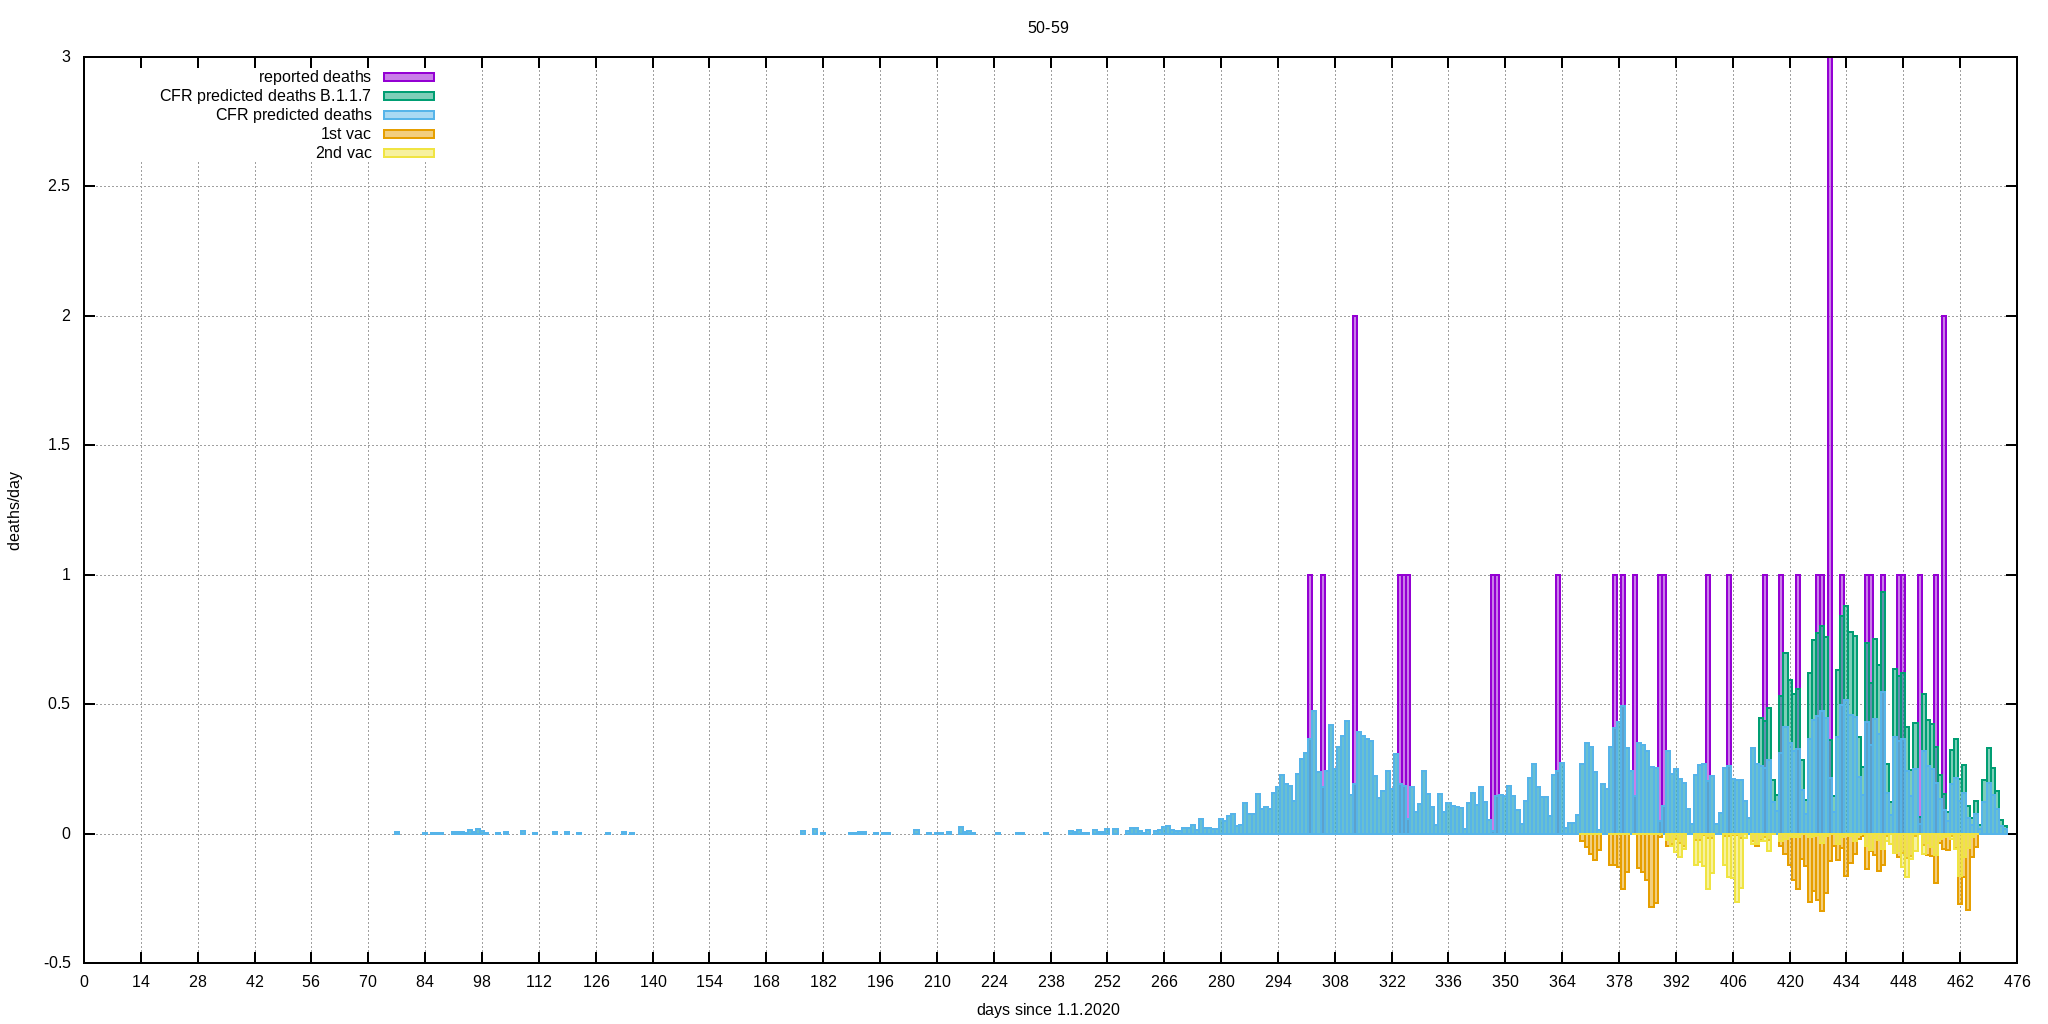 50-59
reported deaths
CFR predicted deaths B.1.1.7
CFR predicted deaths
1st vac
2nd vac
3
2.5
2
1.5
1
0.5
0
-0.5
deaths/day
0 14 28 42 56 70 84 98 112 126 140 154 168 182 196 210 224 238 252 266 280 294 308 322 336 350 364 378 392 406 420 434 448 462 476
days since 1.1.2020